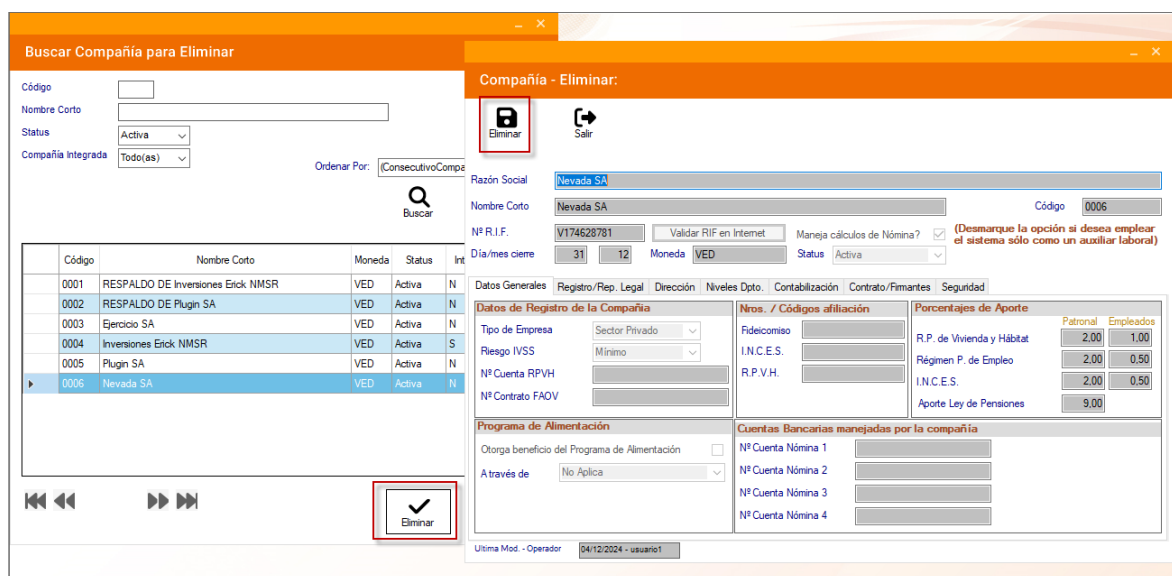 Buscar Compañía para Eliminar
Código
Nombre Corto
Status Activa
Compañía Integrada Todo(as)
Ordenar Por: (ConsecutivoCompa
Buscar
Código Nombre Corto Moneda Status Int
0001 RESPALDO DE Inversiones Erick NMSR VED Activa N
0002 RESPALDO DE Plugin SA VED Activa N
0003 Ejercicio SA VED Activa N
0004 Inversiones Erick NMSR VED Activa S
0005 Plugin SA VED Activa N
0006 Nevada SA VED Activa N
Eliminar
Compañía - Eliminar:
Eliminar Salir
Razón Social Nevada SA
Nombre Corto Nevada SA Código 0006
Nº R.I.F. V174628781 Validar RIF en Internet Maneja cálculos de Nómina? (Desmarque la opción si desea emplear
el sistema sólo como un auxiliar laboral)
Día/mes cierre 31 12 Moneda VED Status Activa
Datos Generales Registro/Rep. Legal Dirección Niveles Dpto. Contabilización Contrato/Firmantes Seguridad
Datos de Registro de la Compañia
Tipo de Empresa Sector Privado
Riesgo IVSS Mínimo
Nº Cuenta RPVH
Nº Contrato FAOV
Nros. / Códigos afiliación
Fideicomiso
I.N.C.E.S.
R.P.V.H.
Porcentajes de Aporte
Patronal Empleados
R.P. de Vivienda y Hábitat 2,00 1,00
Régimen P. de Empleo 2,00 0,50
I.N.C.E.S. 2,00 0,50
Aporte Ley de Pensiones 9,00
Programa de Alimentación
Otorga beneficio del Programa de Alimentación
A través de No Aplica
Cuentas Bancarias manejadas por la compañía
Nº Cuenta Nómina 1
Nº Cuenta Nómina 2
Nº Cuenta Nómina 3
Nº Cuenta Nómina 4
Ultima Mod. - Operador 04/12/2024 - usuario1